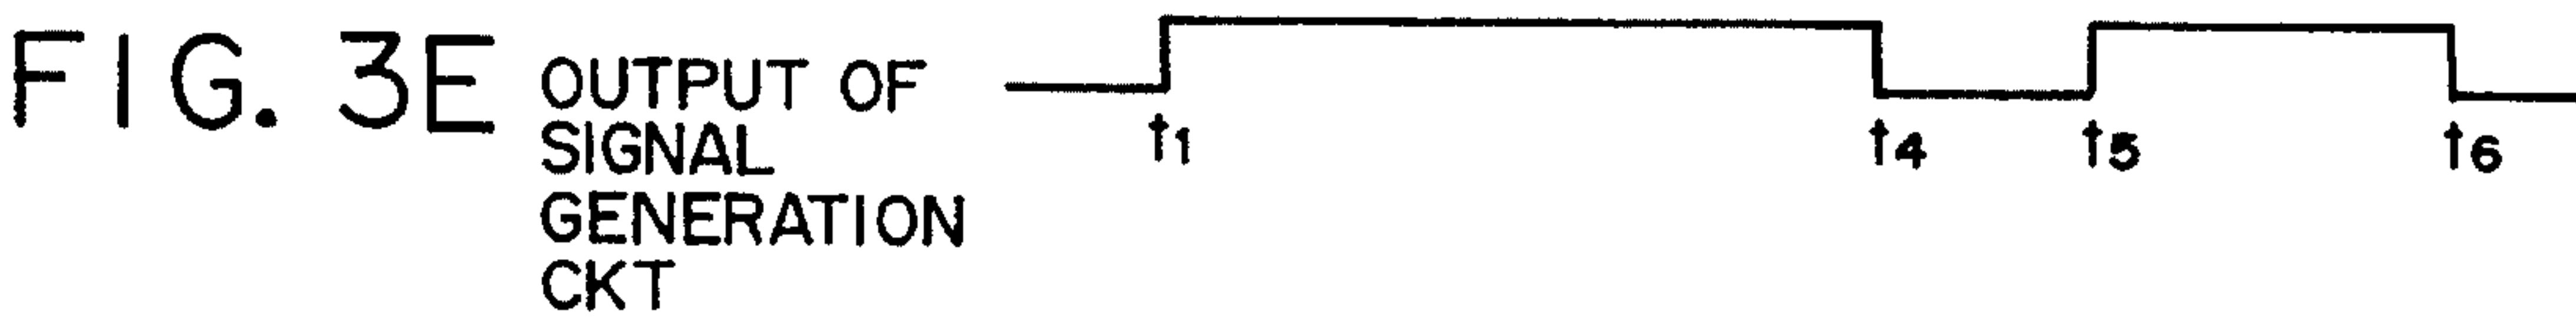 FIG. 3E
OUTPUT OF
SIGNAL
GENERATION
CKT
t1 t4 t5 t6